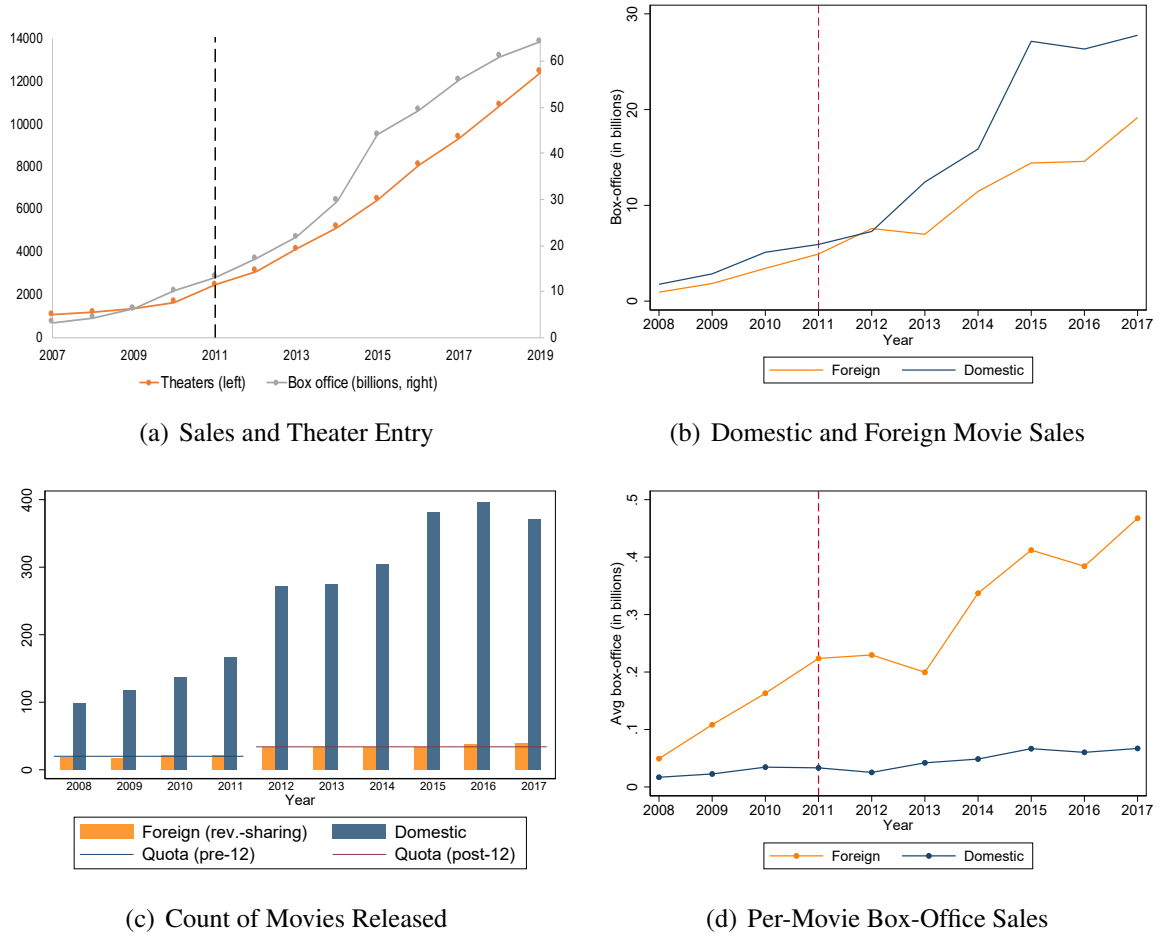 14000
12000
10000
8000
6000
4000
2000
0
60
50
40
30
20
10
0
2007 2009 2011 2013 2015 2017 2019
Theaters (left) Box office (billions, right)
(a) Sales and Theater Entry
Box-office (in billions)
30
20
10
0
2008 2009 2010 2011 2012 2013 2014 2015 2016 2017
Year
Foreign Domestic
(b) Domestic and Foreign Movie Sales
400
300
200
100
0
2008 2009 2010 2011 2012 2013 2014 2015 2016 2017
Year
Foreign (rev.-sharing) Domestic
Quota (pre-12) Quota (post-12)
(c) Count of Movies Released
Avg box-office (in billions)
.5
.4
.3
.2
.1
0
2008 2009 2010 2011 2012 2013 2014 2015 2016 2017
Year
Foreign Domestic
(d) Per-Movie Box-Office Sales